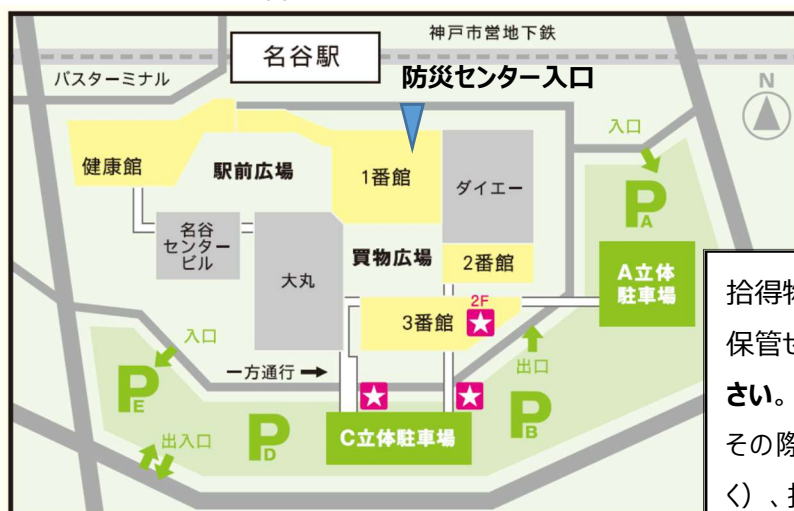 神戸市営地下鉄
名谷駅
バスターミナル
防災センター入口
N
入口
健康館
駅前広場
1番館
ダイエー
P
A
名谷
センター
ビル
大丸
買物広場
2番館
A立体
駐車場
2F
3番館
入口
P
E
一方通行
出口
P
B
出入口
P
D
C立体駐車場
拾得物
保管せ
さい。
その際
く）、拾